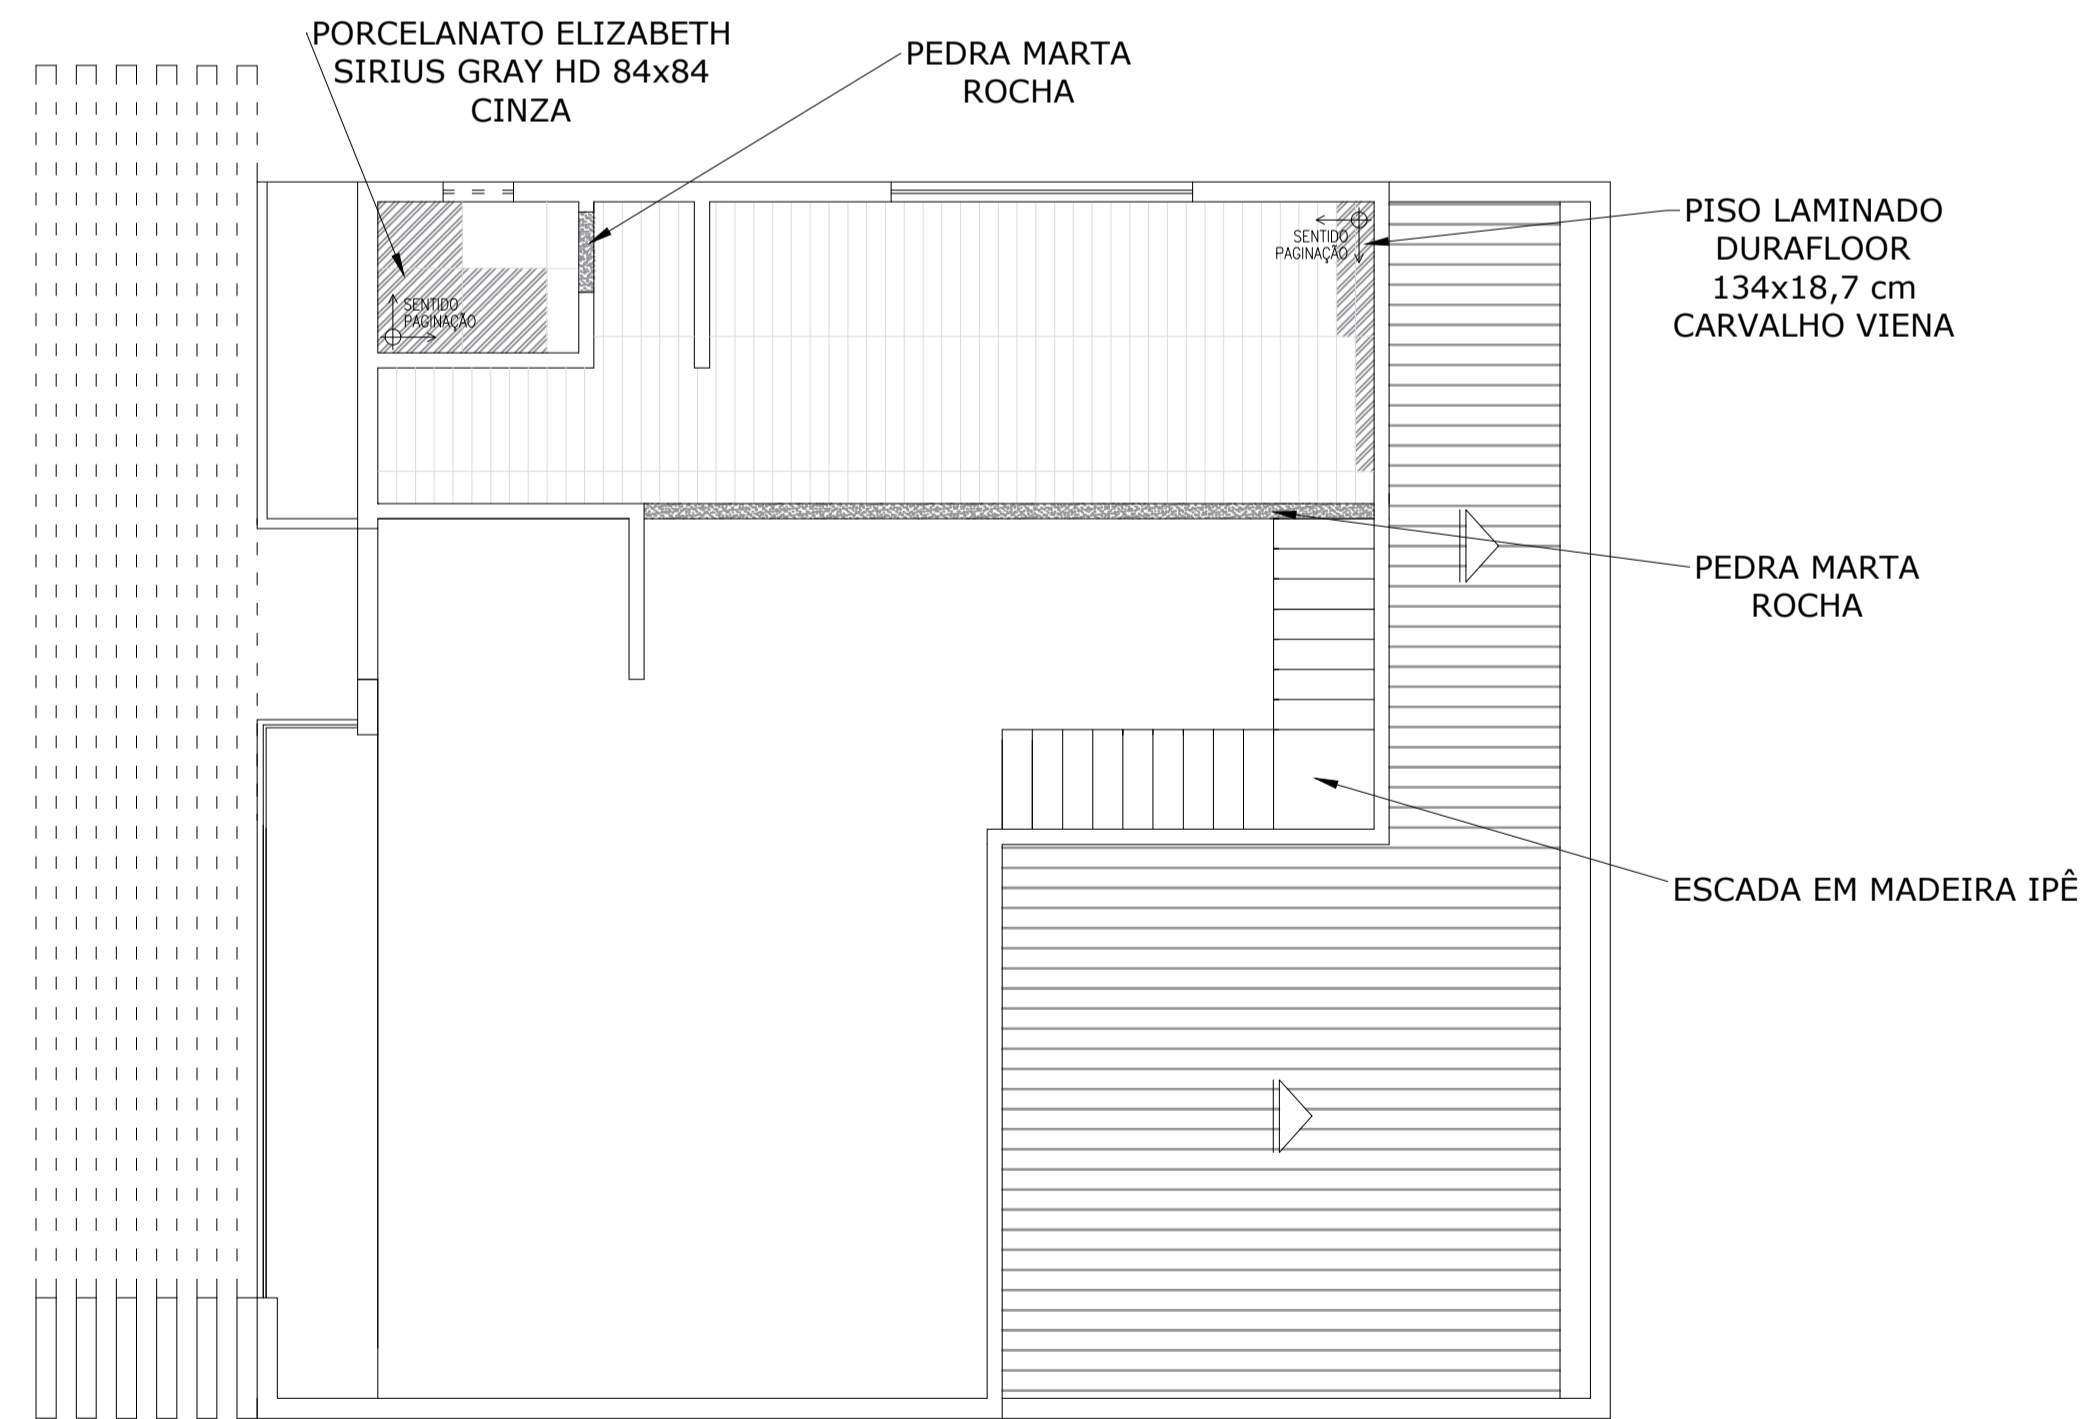 PORCELANATO ELIZABETH
SIRIUS GRAY HD 84x84
CINZA
PEDRA MARTA
ROCHA
PISO LAMINADO
DURAFLOOR
134x18,7 cm
CARVALHO VIENA
SENTIDO
PAGINAÇÃO
SENTIDO
PAGINAÇÃO
PEDRA MARTA
ROCHA
ESCADA EM MADEIRA IPÊ